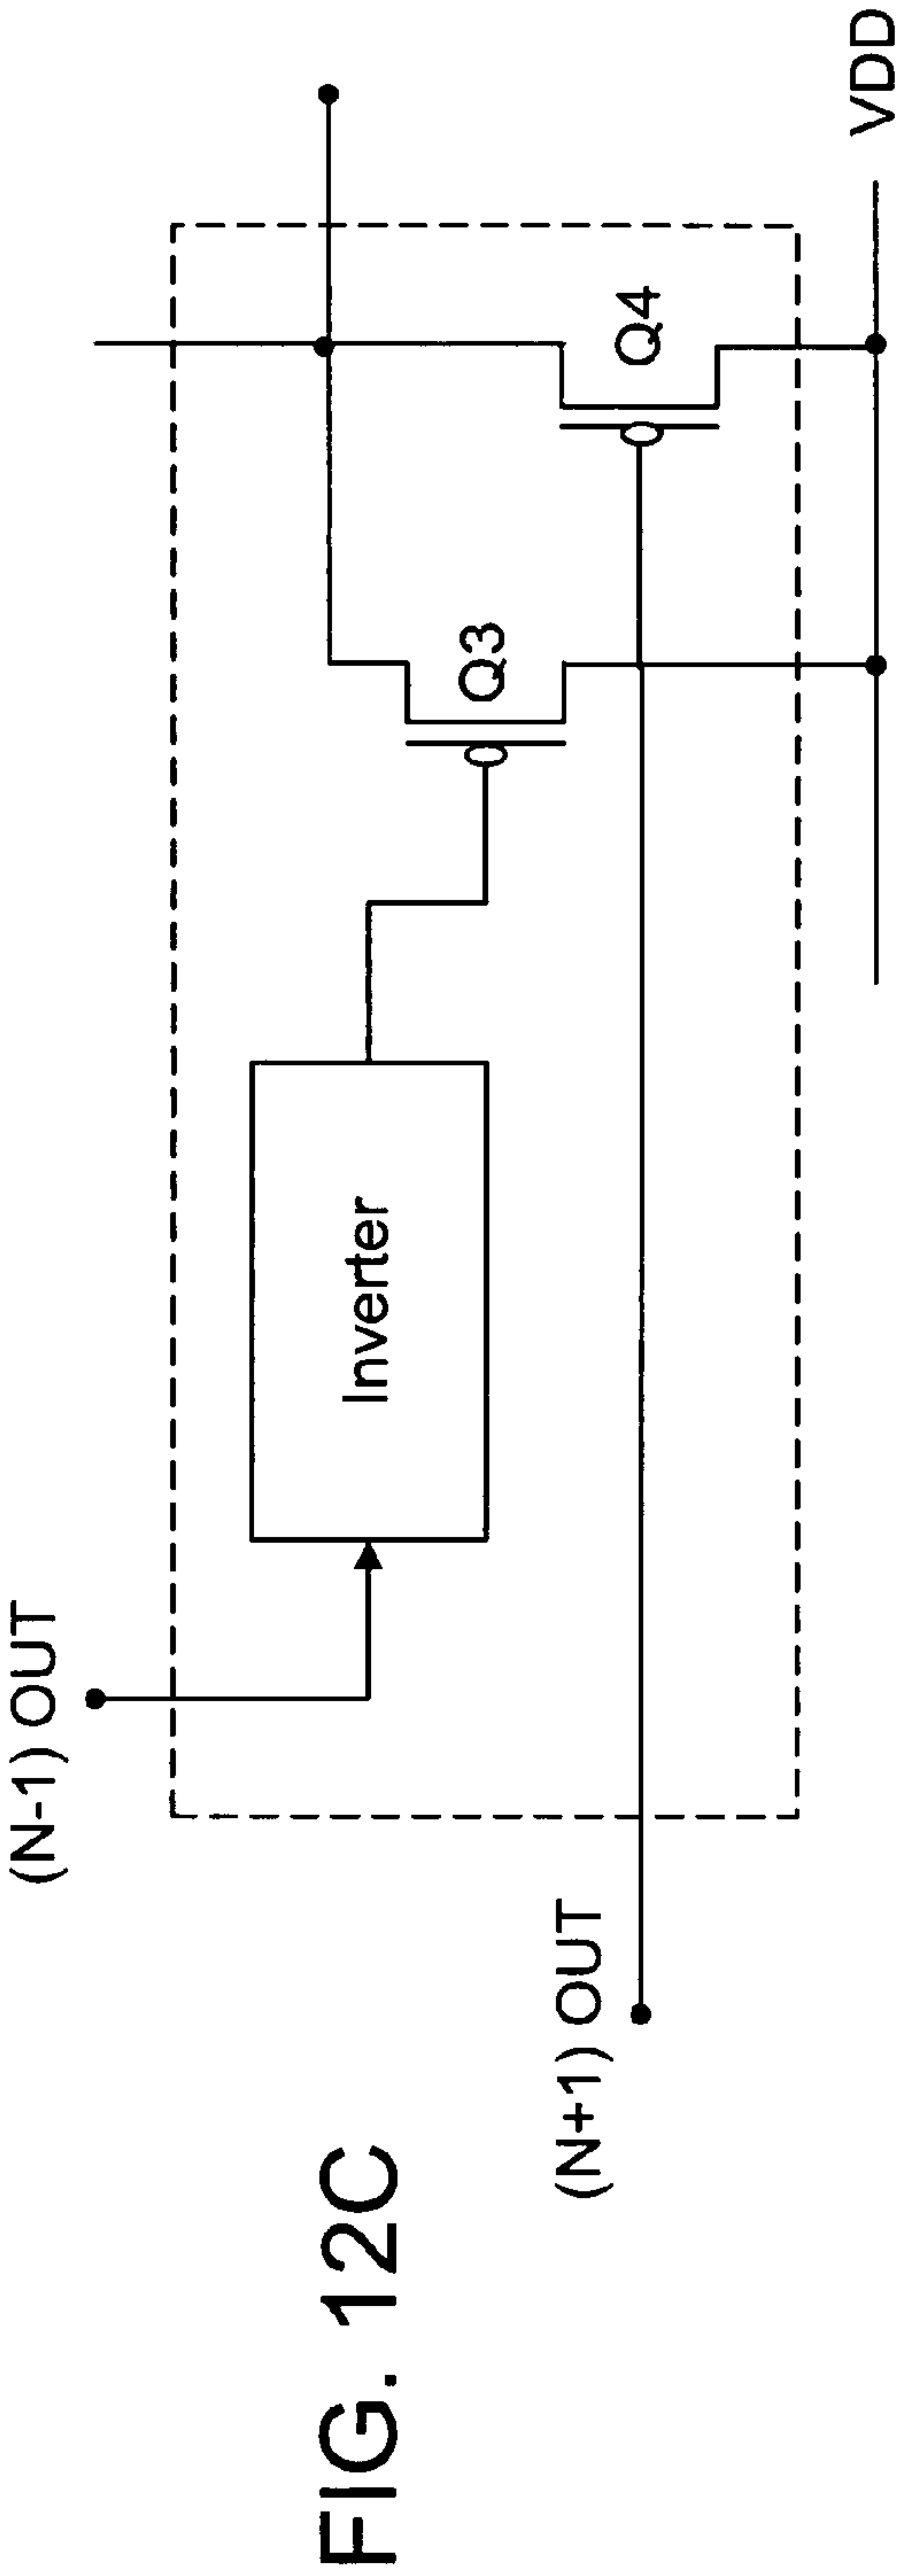 (N-1) OUT
Inverter
Q3
Q4
(N+1) OUT
VDD
FIG. 12C